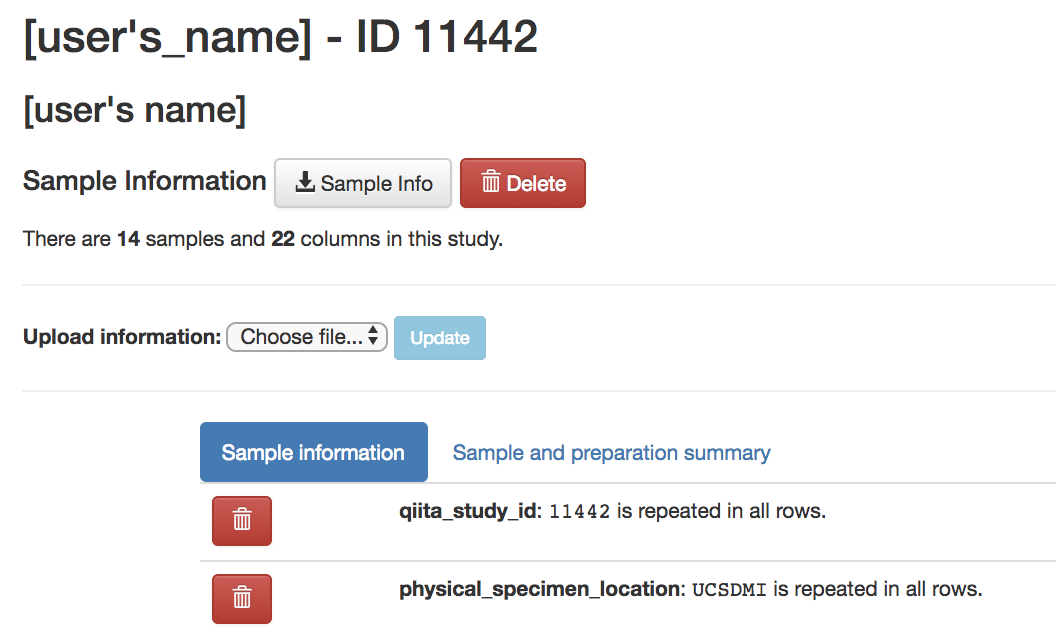 [user's_name] - ID 11442
[user's name]
Sample Information Sample Info Delete
There are 14 samples and 22 columns in this study.
Upload information: Choose file... Update
Sample information Sample and preparation summary
qiita_study_id: 11442 is repeated in all rows.
physical_specimen_location: UCSDMI is repeated in all rows.